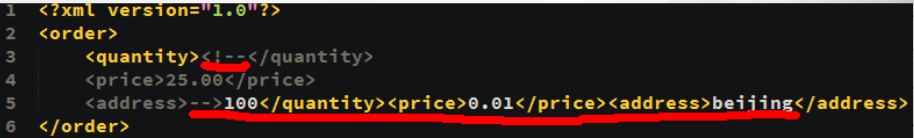 1 <?xml version="1.0"?>
2 <order>
3 <quantity><!--</quantity>
4 <price>25.00</price>
5 <address>-->100</quantity><price>0.01</price><address>beijing</address>
6 </order>